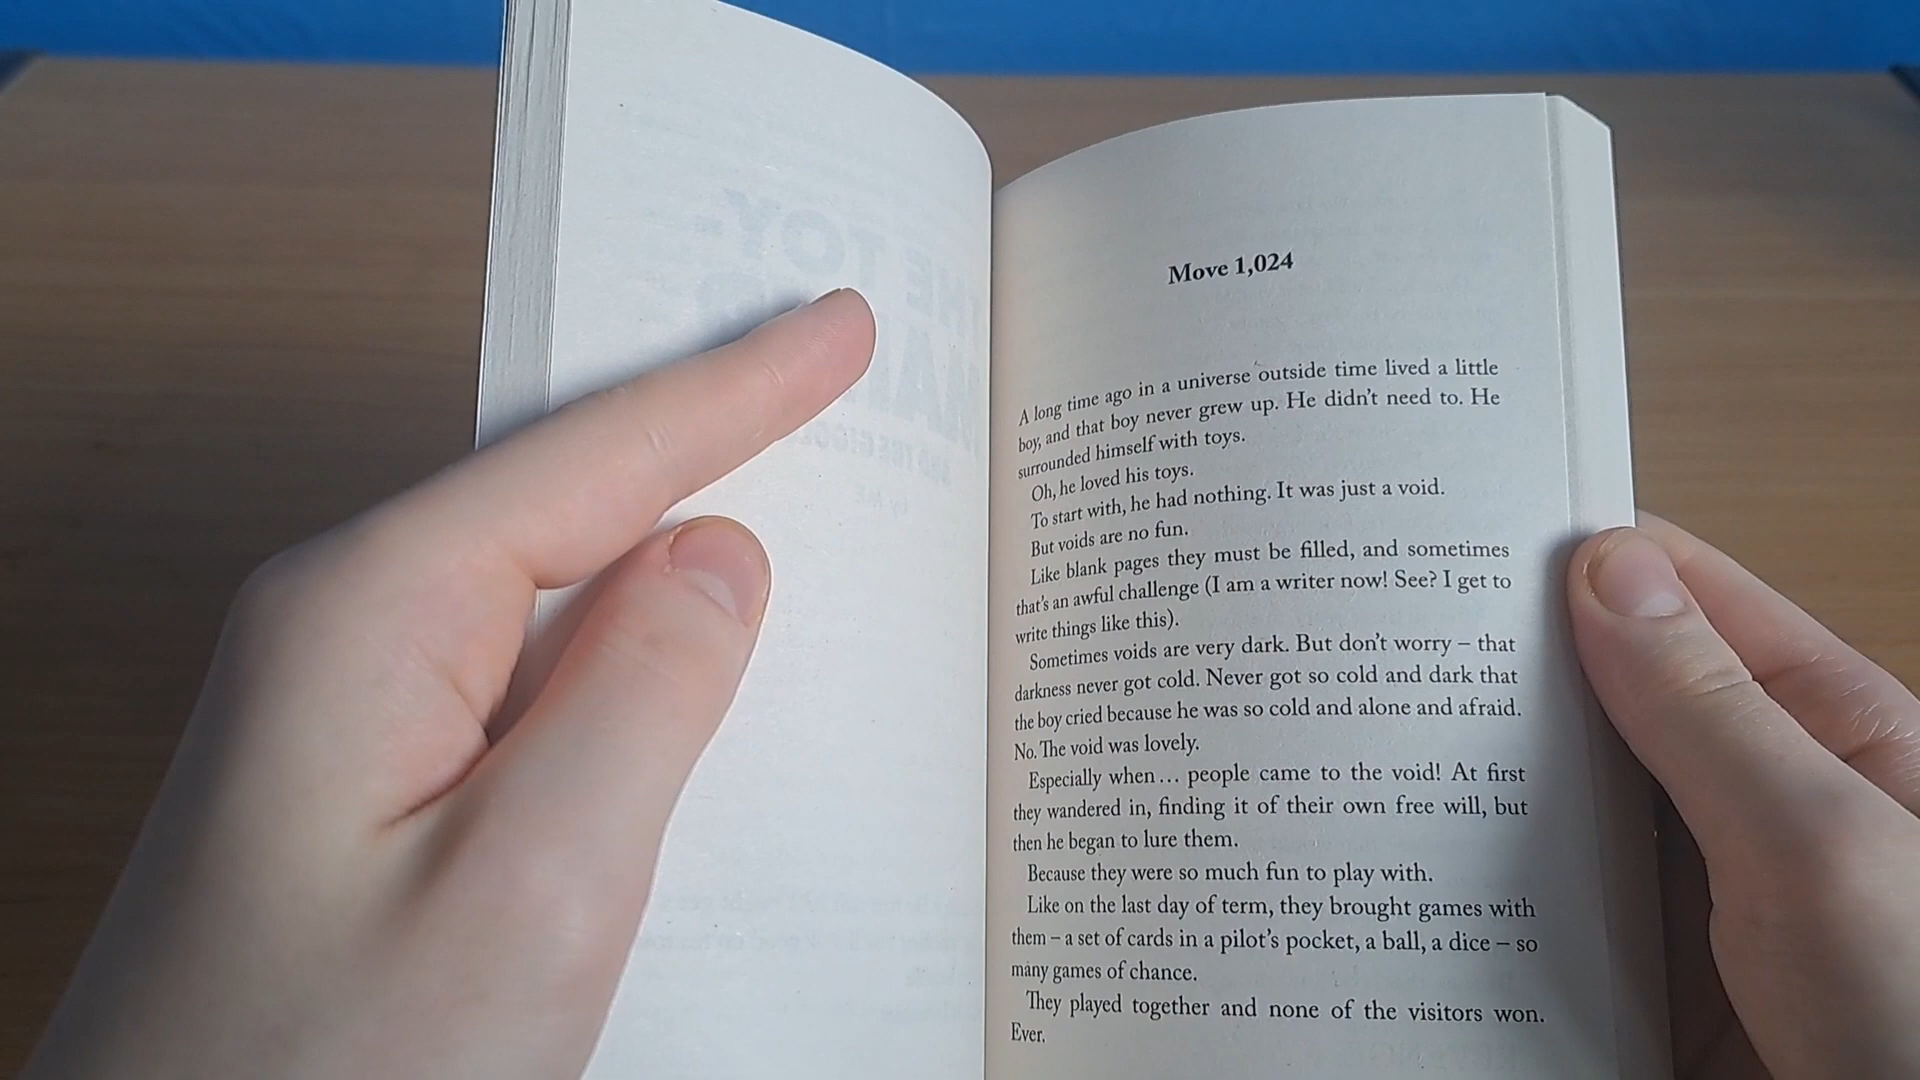 Move 1,024
A long time ago in a universe outside time lived a little
boy, and that boy never grew up. He didn't need to. He
surrounded himself with toys.
Oh, he loved his toys.
To start with, he had nothing. It was just a void.
But voids are no fun.
Like blank pages they must be filled, and sometimes
that's an awful challenge (I am a writer now! See? I get to
write things like this).
Sometimes voids are very dark. But don't worry – that
darkness never got cold. Never got so cold and dark that
the boy cried because he was so cold and alone and afraid.
No. The void was lovely.
Especially when… people came to the void! At first
they wandered in, finding it of their own free will, but
then he began to lure them.
Because they were so much fun to play with.
Like on the last day of term, they brought games with
them – a set of cards in a pilot's pocket, a ball, a dice – so
many games of chance.
They played together and none of the visitors won.
Ever.